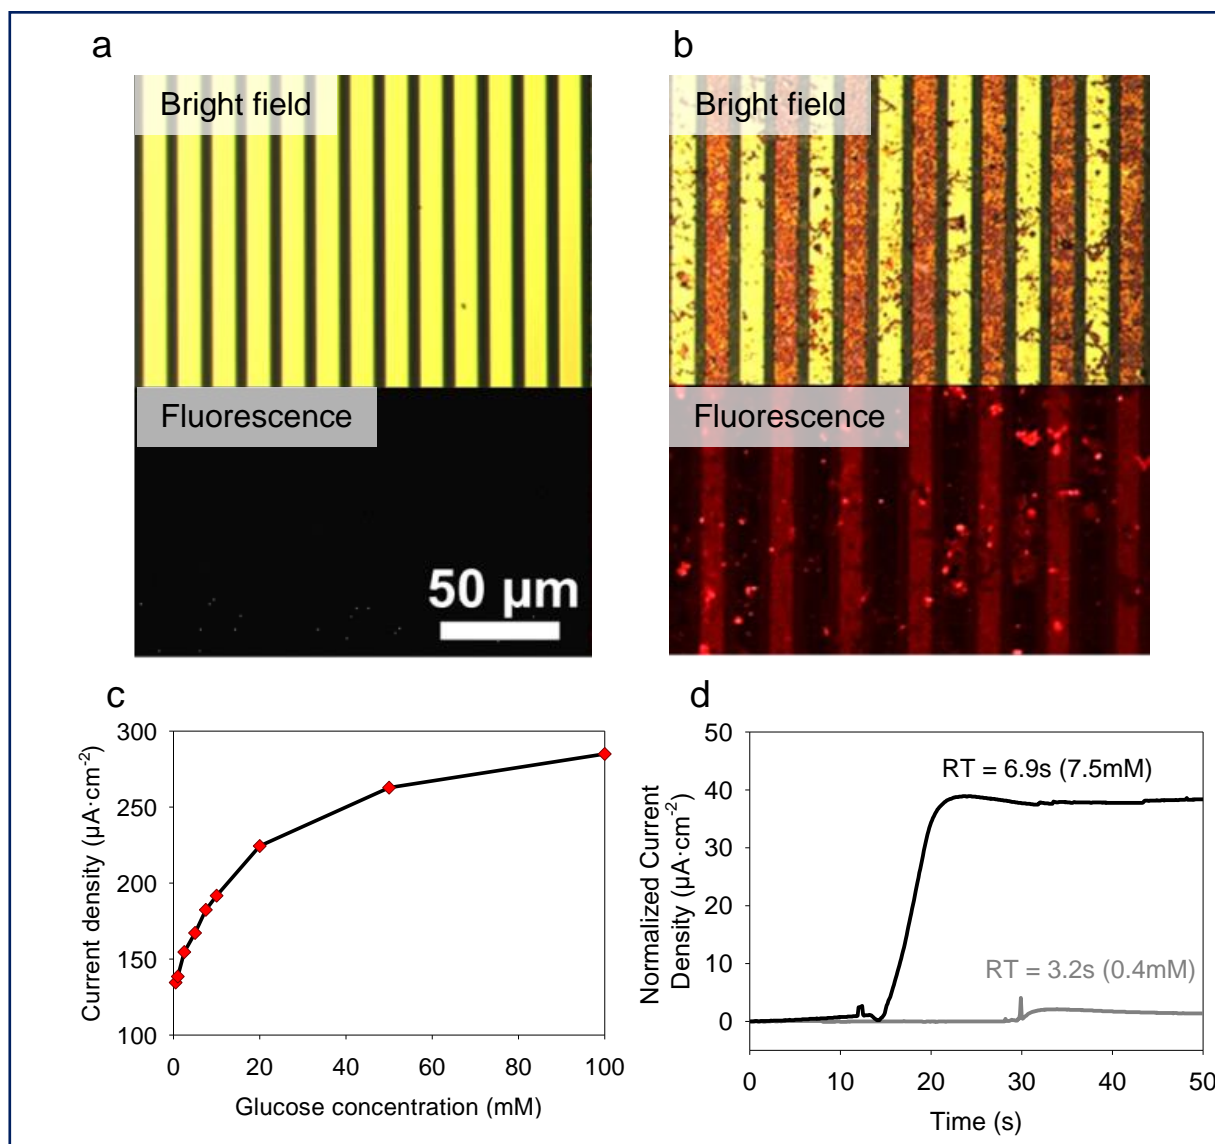 a
Bright field
Fluorescence
50 µm
b
Bright field
Fluorescence
c
300
250
200
150
100
0
20
40
60
80
100
Current density (µA·cm-2)
Glucose concentration (mM)
d
50
40
30
20
10
0
0
10
20
30
40
50
Normalized Current
Density (µA·cm-2)
RT = 6.9s (7.5mM)
RT = 3.2s (0.4mM)
Time (s)